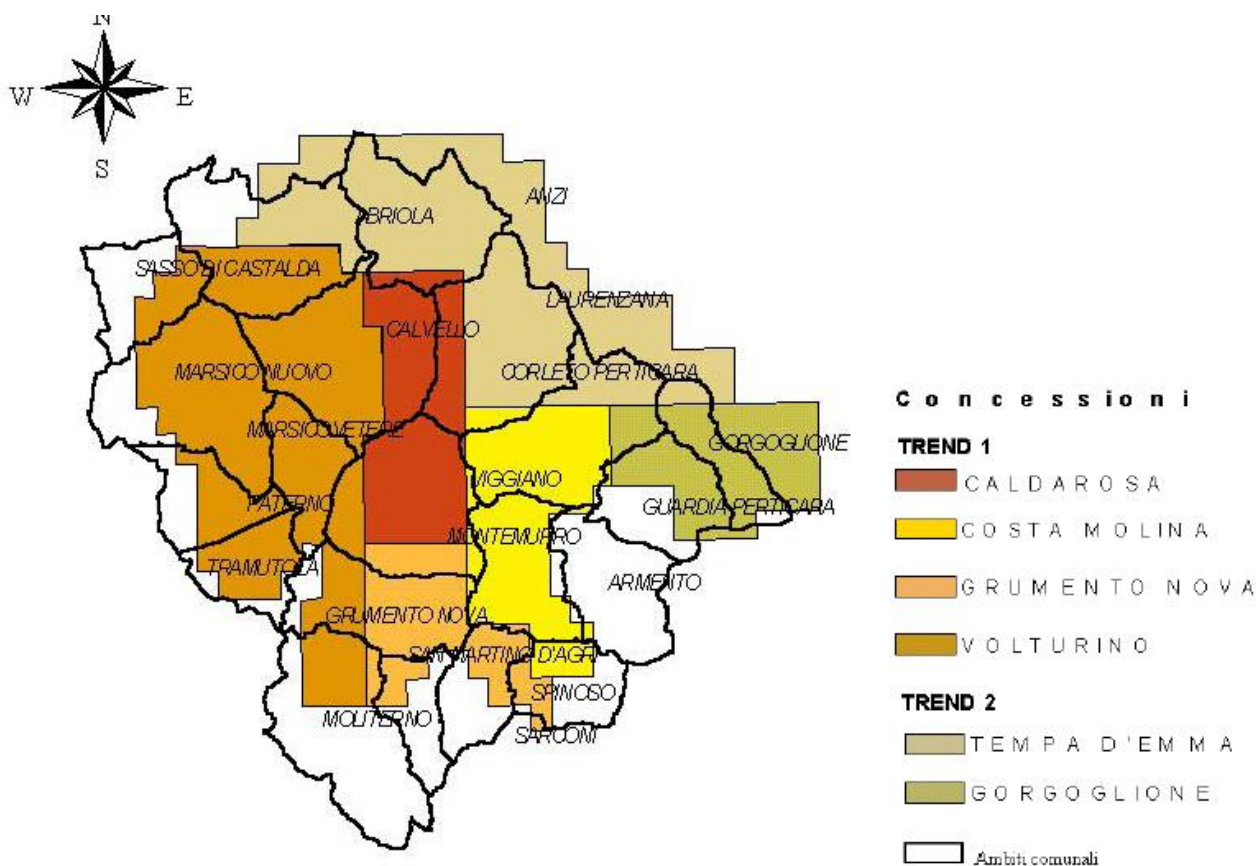 N
W E
S
ANZI
ABRIOLA
SASSO DI CASTALDA
LAURENZANA
CALVELLO
MARSICO NUOVO
CORLETO PERTICARA
MARSICO VETERE
GORGOGLIONE
VIGGIANO
PATERNO
GUARDIA PERTICARA
MONTEMURRO
TRAMUTOLA
ARMENTO
GRUMENTO NOVA
SAN MARTINO D'AGRI
SPINOSO
MOLITERNO
SARCONI
Concessioni
TREND 1
CALDAROSA
COSTA MOLINA
GRUMENTO NOVA
VOLTURINO
TREND 2
TEMPA D'EMMA
GORGOGLIONE
Ambiti comunali